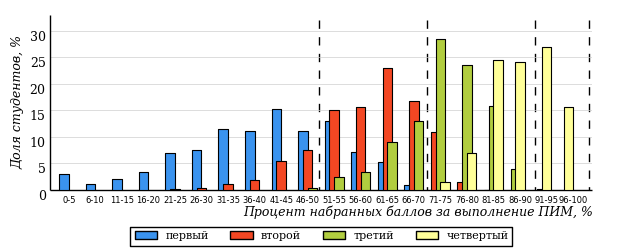 Доля студентов, %
30
25
20
15
10
5
0
0-5 6-10 11-15 16-20 21-25 26-30 31-35 36-40 41-45 46-50 51-55 56-60 61-65 66-70 71-75 76-80 81-85 86-90 91-95 96-100
Процент набранных баллов за выполнение ПИМ, %
первый второй третий четвертый